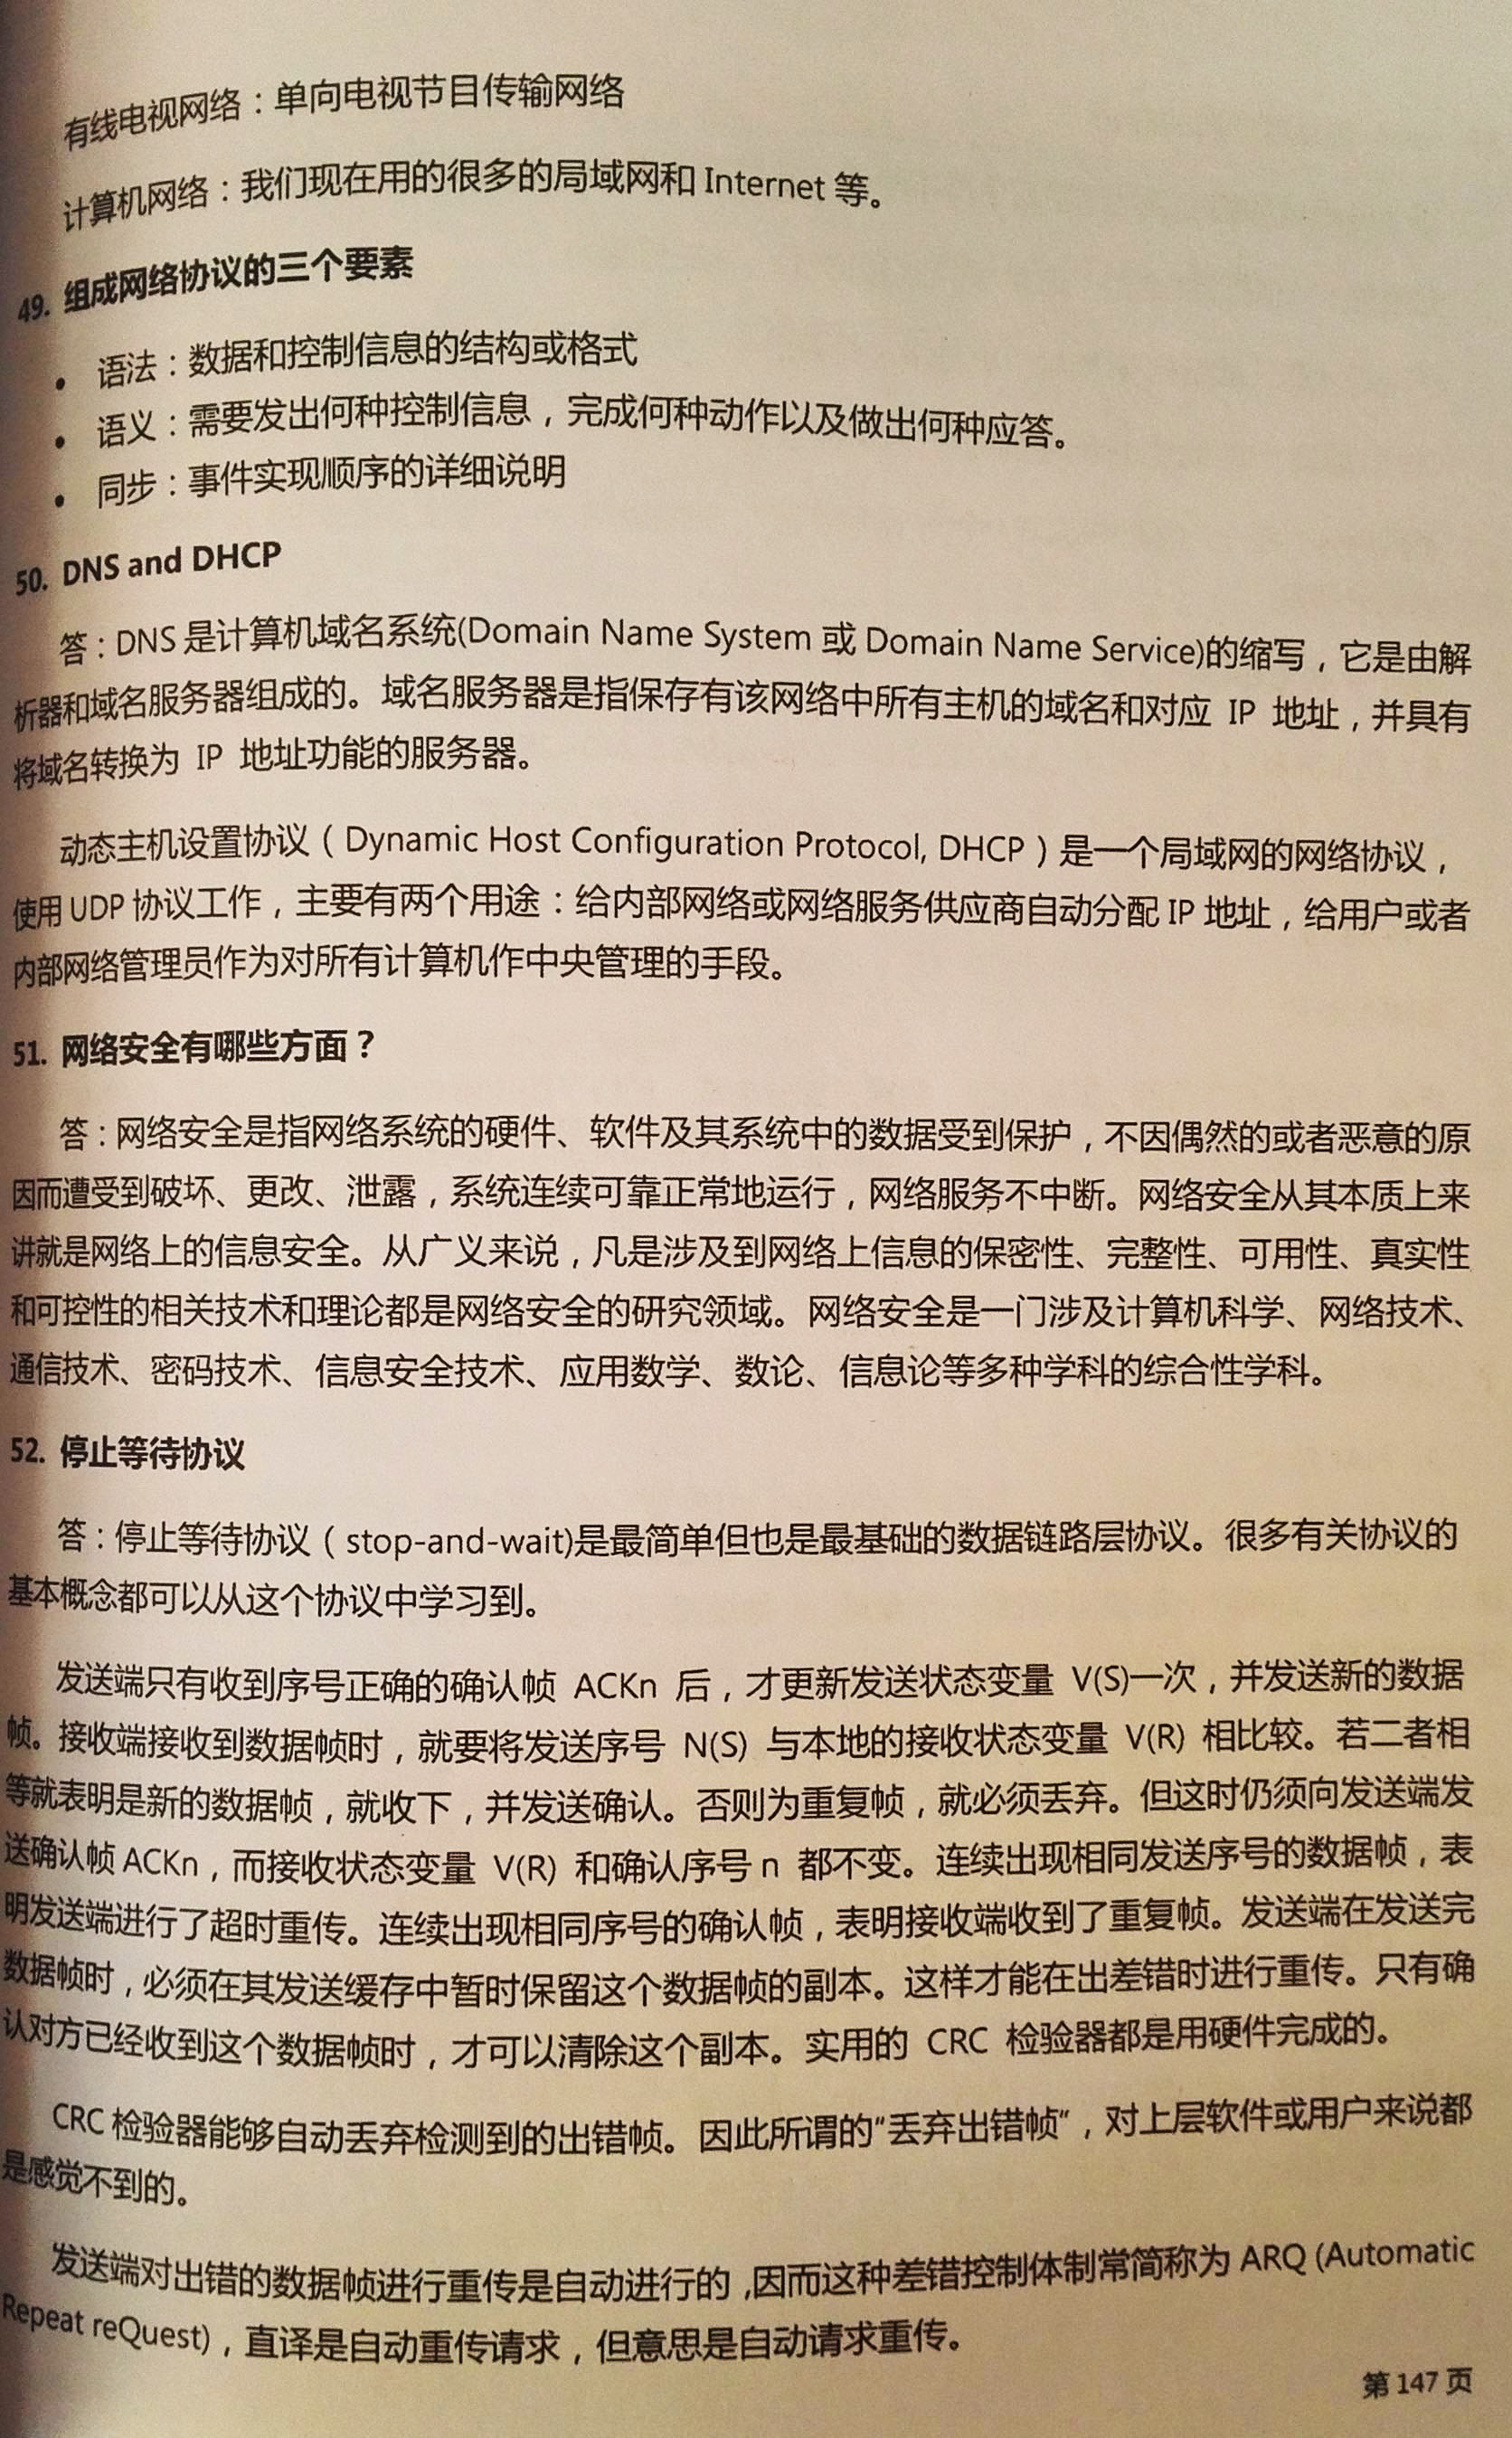 有线电视网络：单向电视节目传输网络
计算机网络：我们现在用的很多的局域网和 Internet 等。
49. 组成网络协议的三个要素
• 语法：数据和控制信息的结构或格式
• 语义：需要发出何种控制信息，完成何种动作以及做出何种应答。
• 同步：事件实现顺序的详细说明
50. DNS and DHCP
答：DNS 是计算机域名系统(Domain Name System 或 Domain Name Service)的缩写，它是由解
析器和域名服务器组成的。域名服务器是指保存有该网络中所有主机的域名和对应 IP 地址，并具有
将域名转换为 IP 地址功能的服务器。
动态主机设置协议（Dynamic Host Configuration Protocol, DHCP）是一个局域网的网络协议，
使用 UDP 协议工作，主要有两个用途：给内部网络或网络服务供应商自动分配 IP 地址，给用户或者
内部网络管理员作为对所有计算机作中央管理的手段。
51. 网络安全有哪些方面？
答：网络安全是指网络系统的硬件、软件及其系统中的数据受到保护，不因偶然的或者恶意的原
因而遭受到破坏、更改、泄露，系统连续可靠正常地运行，网络服务不中断。网络安全从其本质上来
讲就是网络上的信息安全。从广义来说，凡是涉及到网络上信息的保密性、完整性、可用性、真实性
和可控性的相关技术和理论都是网络安全的研究领域。网络安全是一门涉及计算机科学、网络技术、
通信技术、密码技术、信息安全技术、应用数学、数论、信息论等多种学科的综合性学科。
52. 停止等待协议
答：停止等待协议（stop-and-wait)是最简单但也是最基础的数据链路层协议。很多有关协议的
基本概念都可以从这个协议中学习到。
发送端只有收到序号正确的确认帧 ACKn 后，才更新发送状态变量 V(S)一次，并发送新的数据
帧。接收端接收到数据帧时，就要将发送序号 N(S) 与本地的接收状态变量 V(R) 相比较。若二者相
等就表明是新的数据帧，就收下，并发送确认。否则为重复帧，就必须丢弃。但这时仍须向发送端发
送确认帧 ACKn，而接收状态变量 V(R) 和确认序号 n 都不变。连续出现相同发送序号的数据帧，表
明发送端进行了超时重传。连续出现相同序号的确认帧，表明接收端收到了重复帧。发送端在发送完
数据帧时，必须在其发送缓存中暂时保留这个数据帧的副本。这样才能在出差错时进行重传。只有确
认对方已经收到这个数据帧时，才可以清除这个副本。实用的 CRC 检验器都是用硬件完成的。
CRC 检验器能够自动丢弃检测到的出错帧。因此所谓的“丢弃出错帧”，对上层软件或用户来说都
是感觉不到的。
发送端对出错的数据帧进行重传是自动进行的,因而这种差错控制体制常简称为 ARQ (Automatic
Repeat reQuest)，直译是自动重传请求，但意思是自动请求重传。
第 147 页